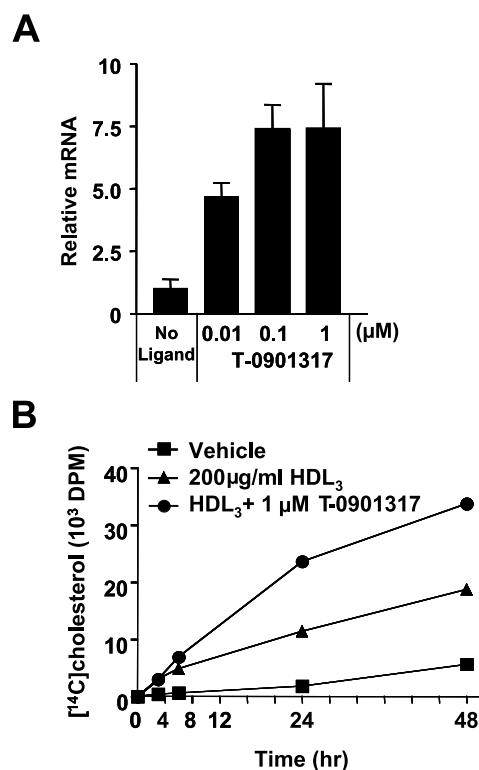 A
10
7.5
5.0
2.5
0
Relative mRNA
No
Ligand
0.01 0.1 1 (µM)
T-0901317
B
Vehicle
200µg/ml HDL₃
HDL₃+ 1 µM T-0901317
40
30
20
10
0
[¹⁴C]cholesterol (10³ DPM)
0 4 8 12 24 48
Time (hr)